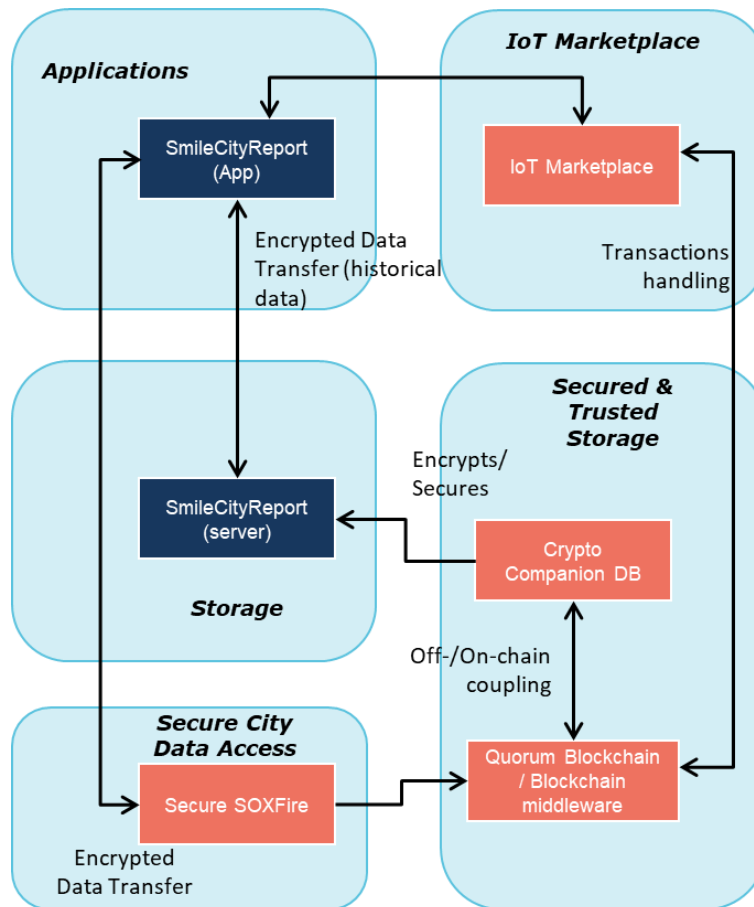 Applications
IoT Marketplace
SmileCityReport
(App)
IoT Marketplace
Encrypted Data
Transfer (historical
data)
Transactions
handling
Secured &
Trusted
Storage
Encrypts/
Secures
SmileCityReport
(server)
Crypto
Companion DB
Storage
Off-/On-chain
coupling
Secure City
Data Access
Quorum Blockchain
/ Blockchain
middleware
Secure SOXFire
Encrypted
Data Transfer